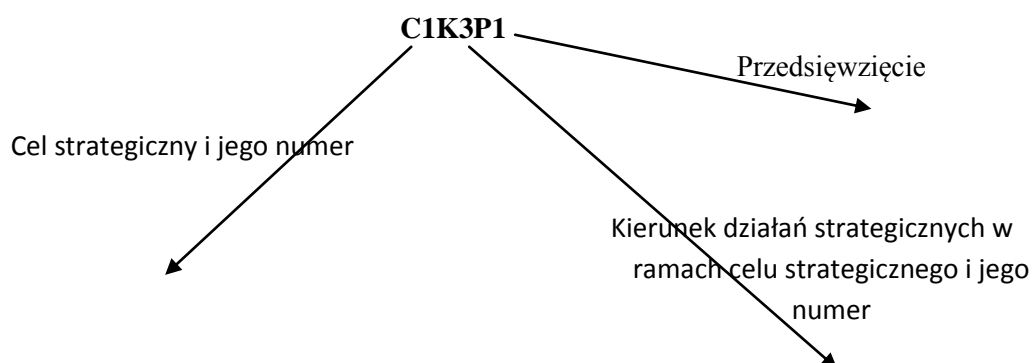 C1K3P1
Przedsięwzięcie
Cel strategiczny i jego numer
Kierunek działań strategicznych w
ramach celu strategicznego i jego
numer